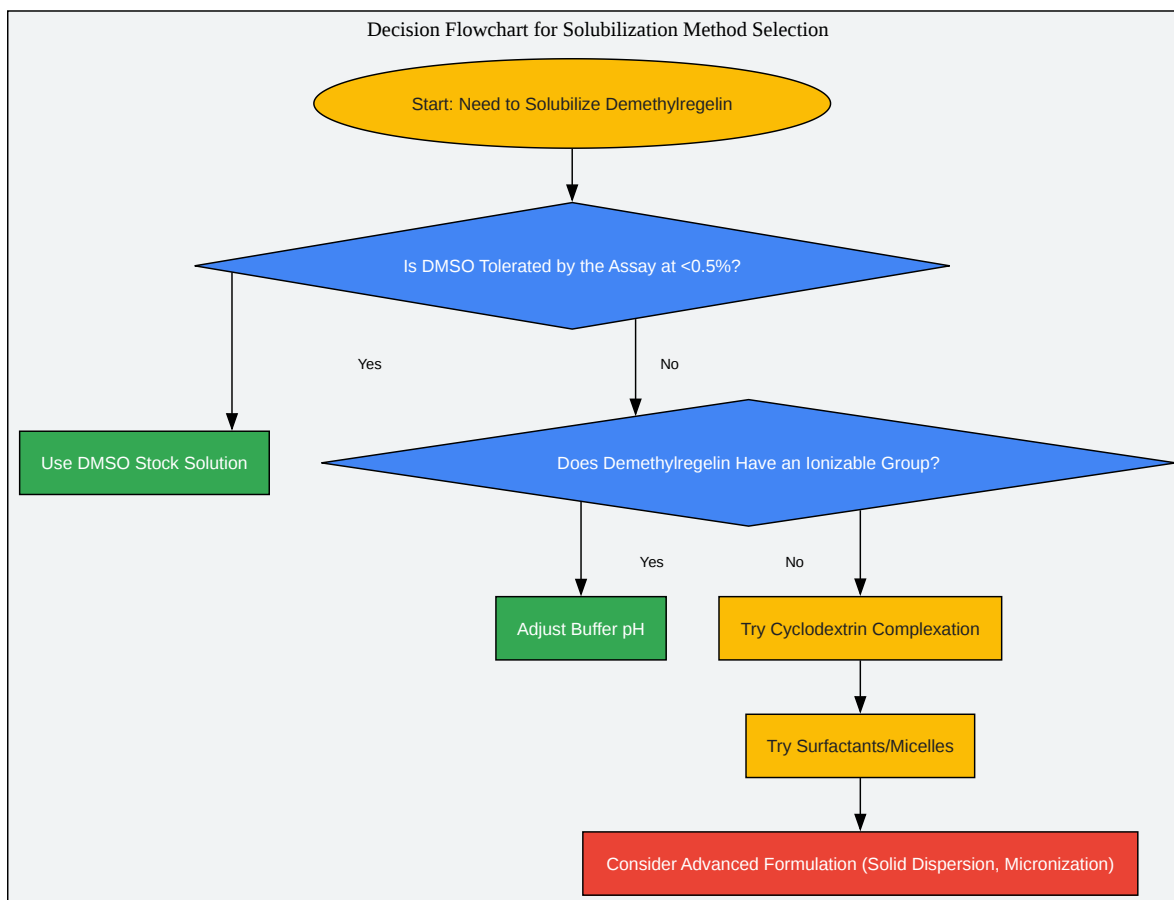 Decision Flowchart for Solubilization Method Selection
Start: Need to Solubilize Demethylregelin
Is DMSO Tolerated by the Assay at <0.5%?
Yes
No
Use DMSO Stock Solution
Does Demethylregelin Have an Ionizable Group?
Yes
No
Adjust Buffer pH
Try Cyclodextrin Complexation
Try Surfactants/Micelles
Consider Advanced Formulation (Solid Dispersion, Micronization)